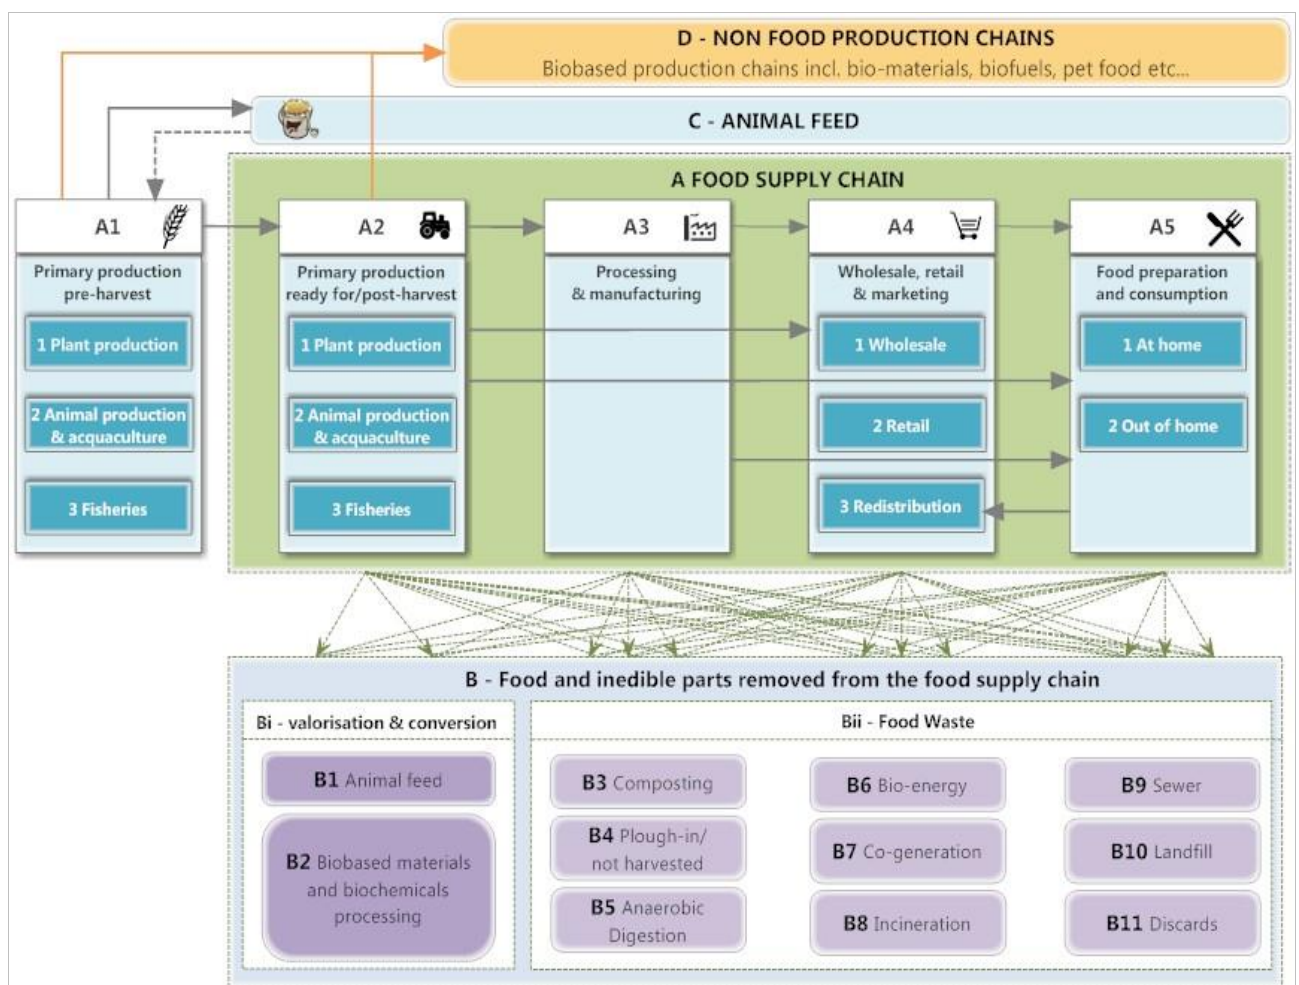 D - NON FOOD PRODUCTION CHAINS
Biobased production chains incl. bio-materials, biofuels, pet food etc...
C - ANIMAL FEED
A FOOD SUPPLY CHAIN
A1
Primary production
pre-harvest
1 Plant production
2 Animal production
& acquaculture
3 Fisheries
A2
Primary production
ready for/post-harvest
1 Plant production
2 Animal production
& acquaculture
3 Fisheries
A3
Processing
& manufacturing
A4
Wholesale, retail
& marketing
1 Wholesale
2 Retail
3 Redistribution
A5
Food preparation
and consumption
1 At home
2 Out of home
B - Food and inedible parts removed from the food supply chain
Bi - valorisation & conversion
B1 Animal feed
B2 Biobased materials
and biochemicals
processing
Bii - Food Waste
B3 Composting
B4 Plough-in/
not harvested
B5 Anaerobic
Digestion
B6 Bio-energy
B7 Co-generation
B8 Incineration
B9 Sewer
B10 Landfill
B11 Discards